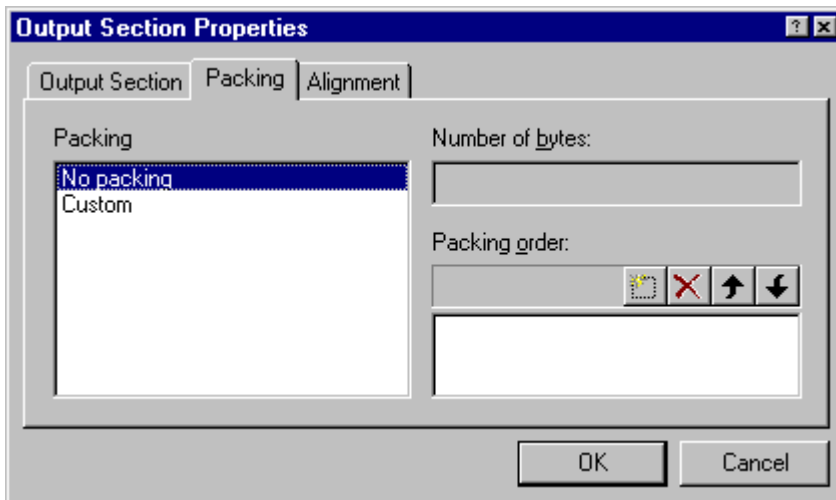 Output Section Properties
Output Section
Packing
Alignment
Packing
No packing
Custom
Number of bytes:
Packing order:
OK
Cancel